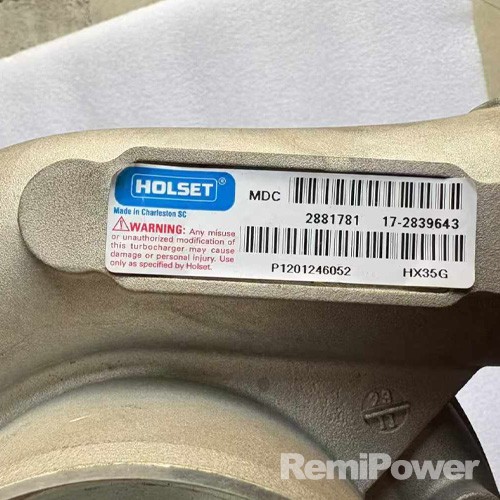 HOLSET®
MDC
Made in Charleston SC
2881781 17-2839643
WARNING: Any misuse
or unauthorized modification of
this turbocharger may cause
damage or personal injury. Use
only as specified by Holset.
P1201246052 HX35G
RemiPower